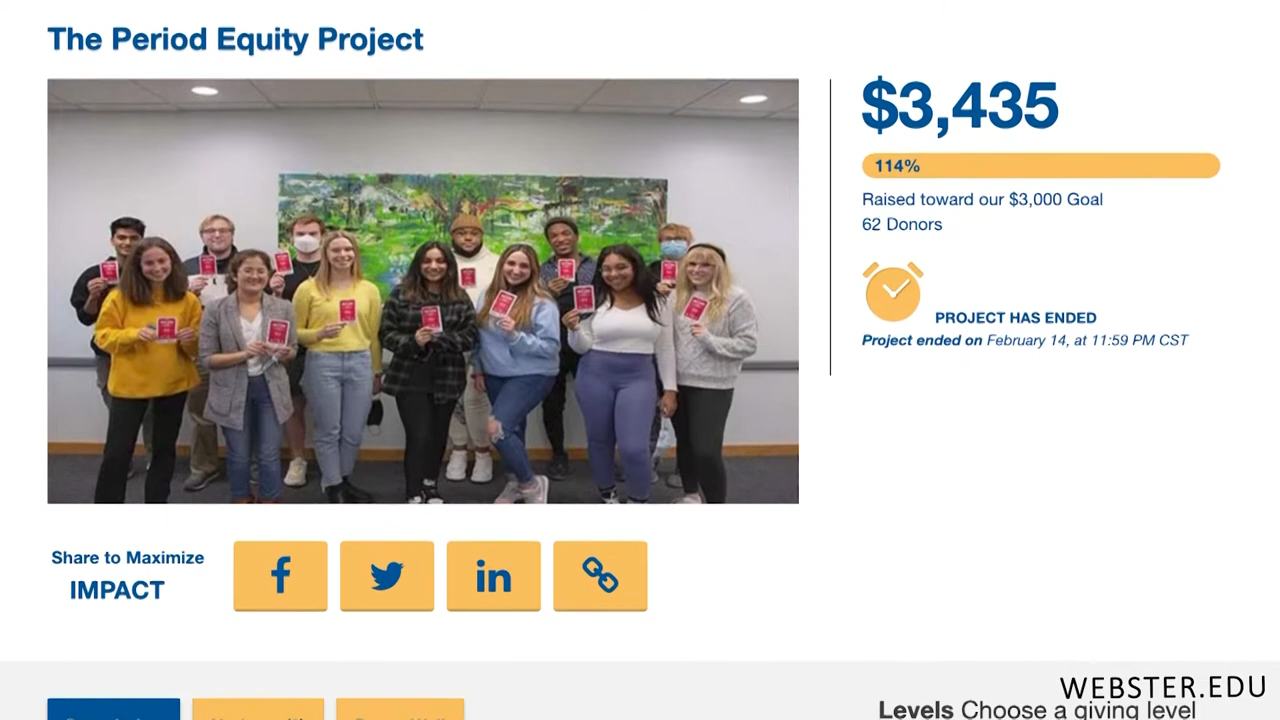 The Period Equity Project
$3,435
114%
Raised toward our $3,000 Goal
62 Donors
PROJECT HAS ENDED
Project ended on February 14, at 11:59 PM CST
Share to Maximize
IMPACT
WEBSTER.EDU
Levels Choose a giving level